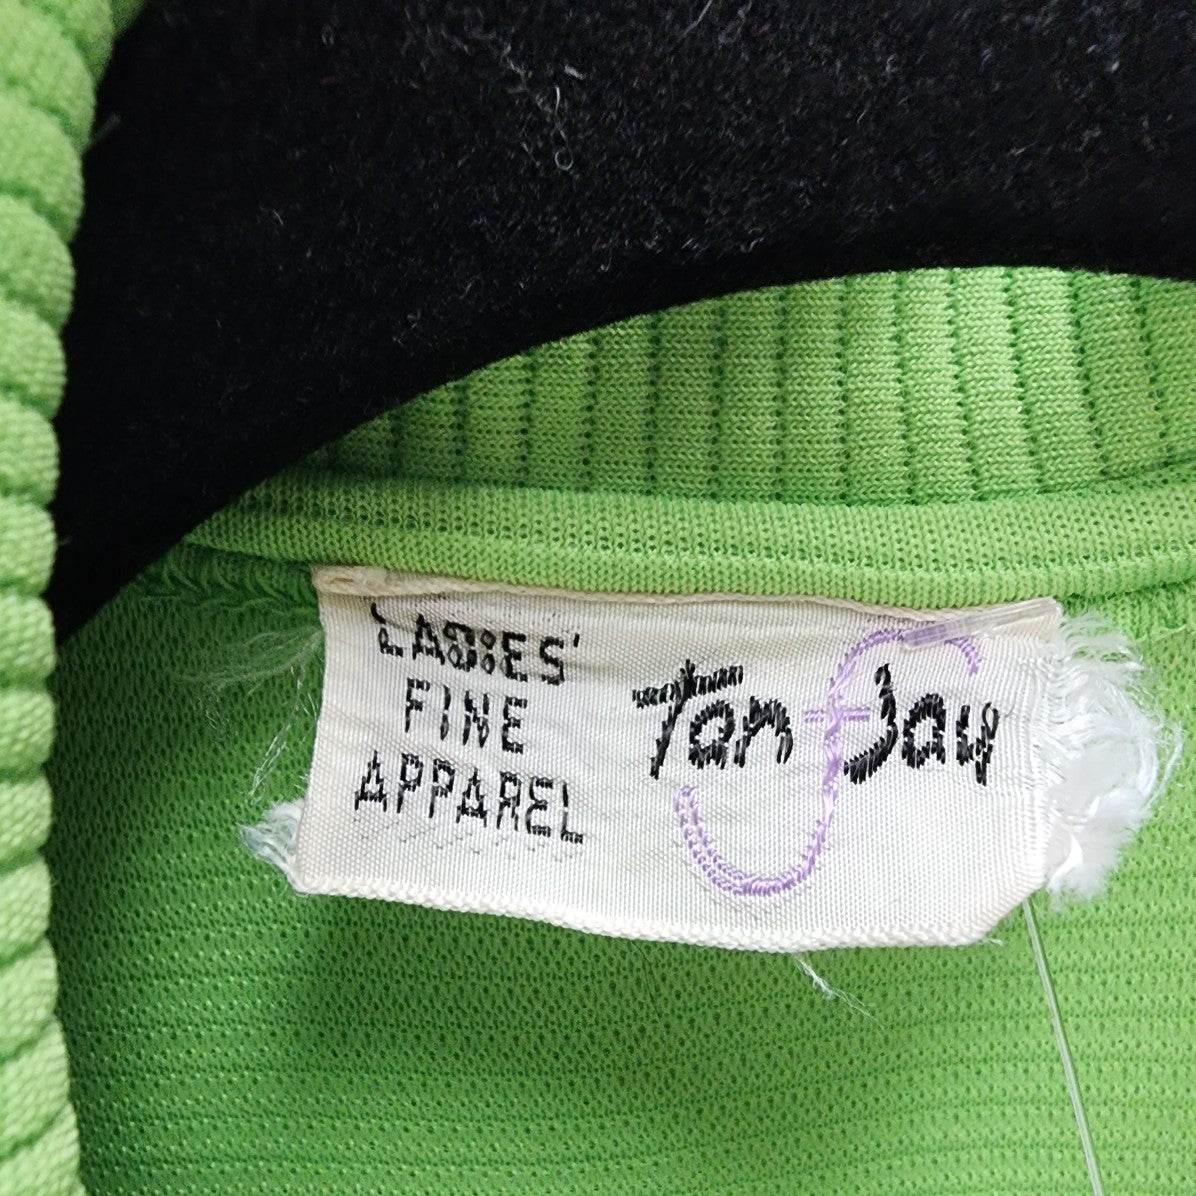 LADIES'
FINE
APPAREL
Tan Jay